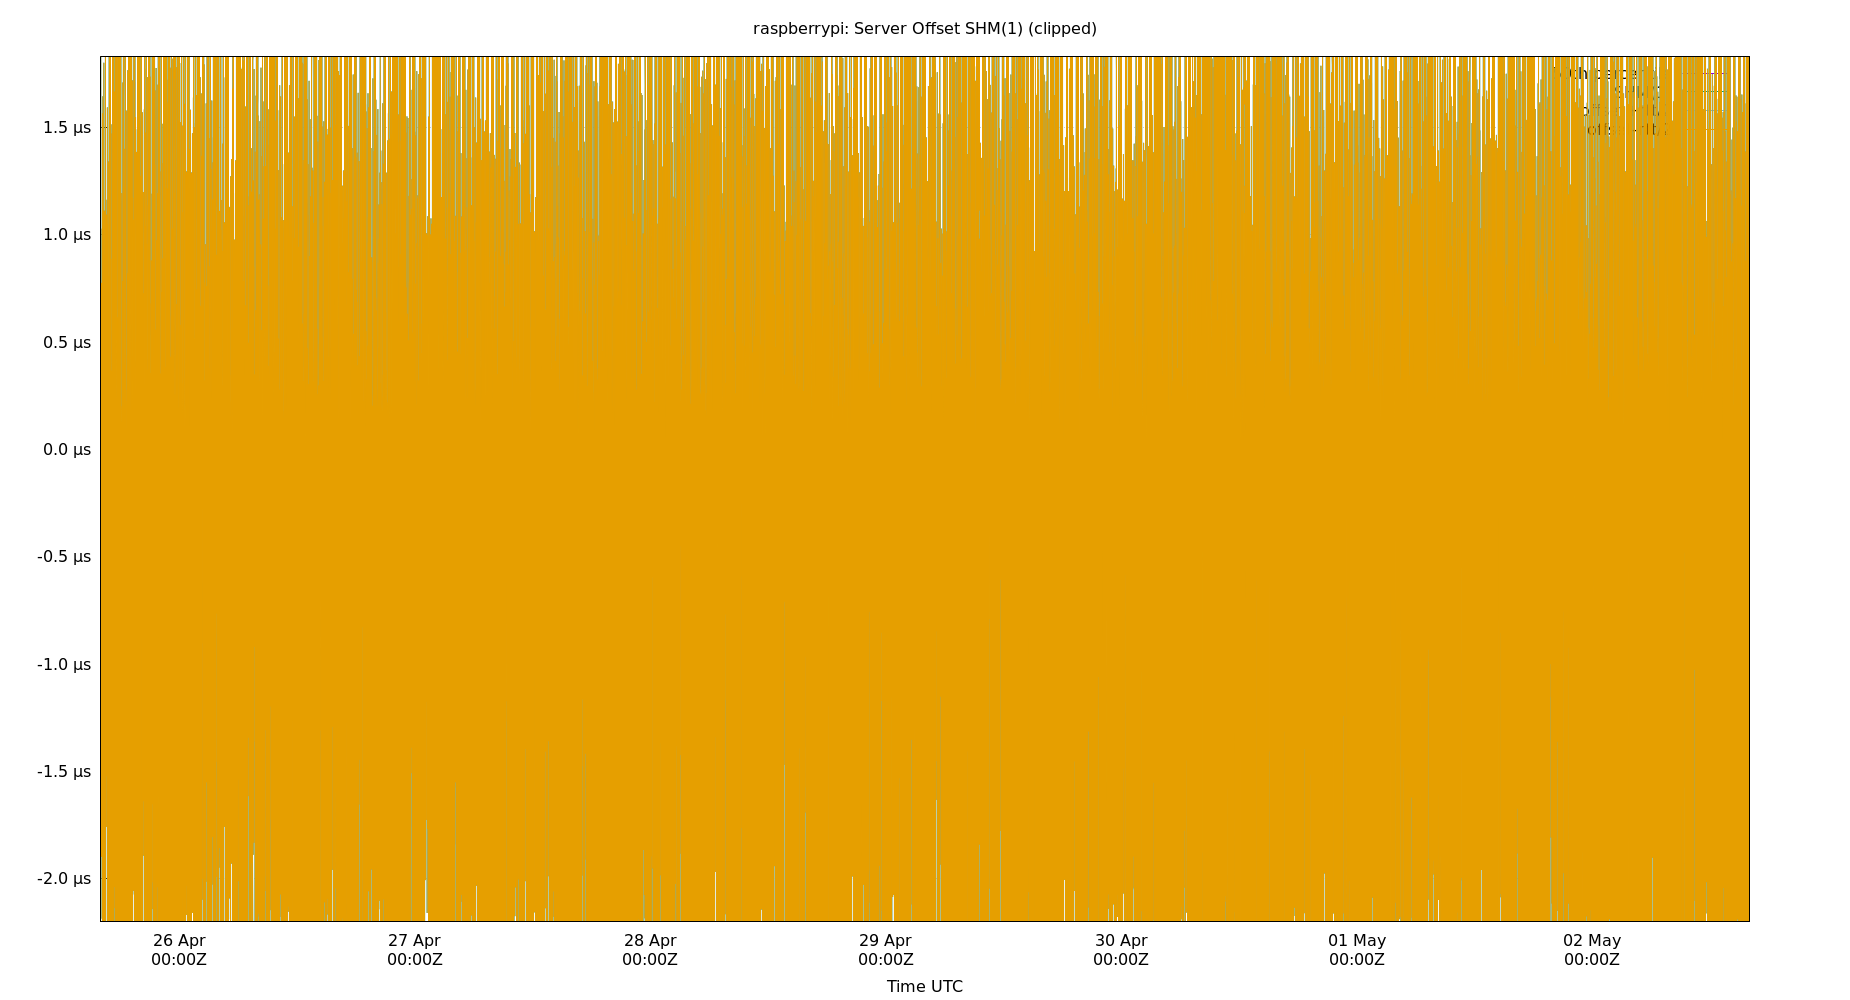 raspberrypi: Server Offset SHM(1) (clipped)
1.5 µs
1.0 µs
0.5 µs
0.0 µs
-0.5 µs
-1.0 µs
-1.5 µs
-2.0 µs
26 Apr 27 Apr 28 Apr 29 Apr 30 Apr 01 May 02 May
00:00Z 00:00Z 00:00Z 00:00Z 00:00Z 00:00Z 00:00Z
Time UTC